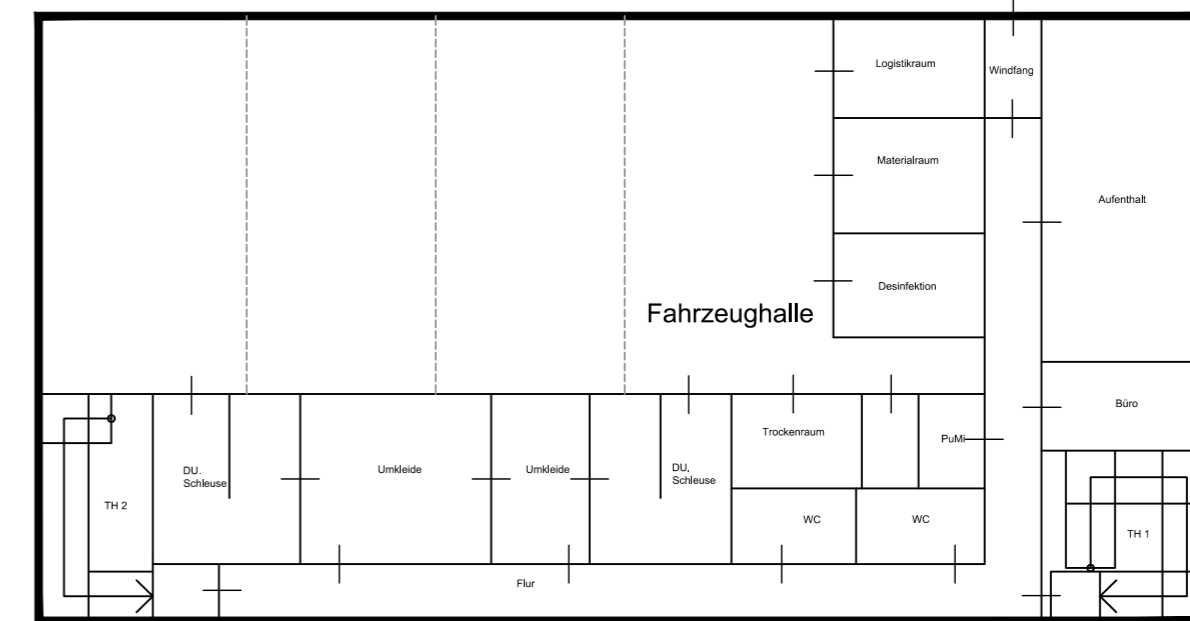 Logistikraum
Windfang
Materialraum
Aufenthalt
Desinfektion
Fahrzeughalle
Büro
Trockenraum
PuMi
DU.
Schleuse
Umkleide
Umkleide
DU,
Schleuse
TH 2
WC
WC
TH 1
Flur